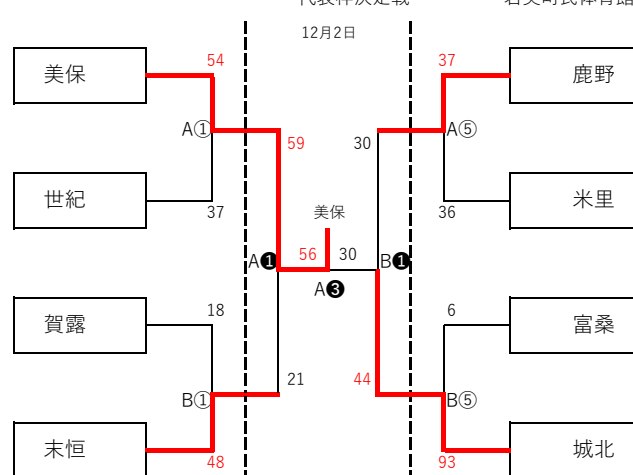 12月2日
54 37
美保 鹿野
A① A⑤
59 30
世紀 米里
37 36
美保
56 30
A❶ B❶
A❸
18 6
賀露 富桑
21 44
B① B⑤
末恒 城北
48 93